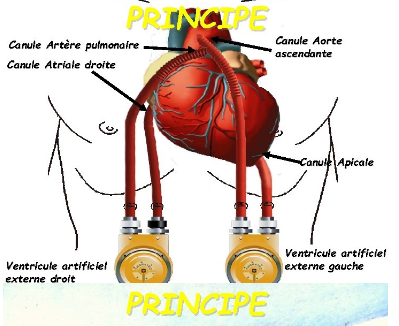 PRINCIPE
Canule Artère pulmonaire
Canule Aorte
ascendante
Canule Atriale droite
Canule Apicale
Ventricule artificiel
externe droit
Ventricule artificiel
externe gauche
PRINCIPE